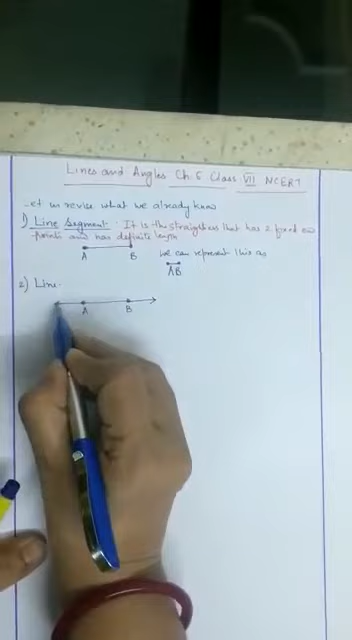 Lines and Angles Ch. 5 Class VII NCERT
Let us revise what we already know
1) Line Segment. It is the straightness that has 2 fixed end
points and has definite length
A B
we can represent this as
AB
2) Line.
A B